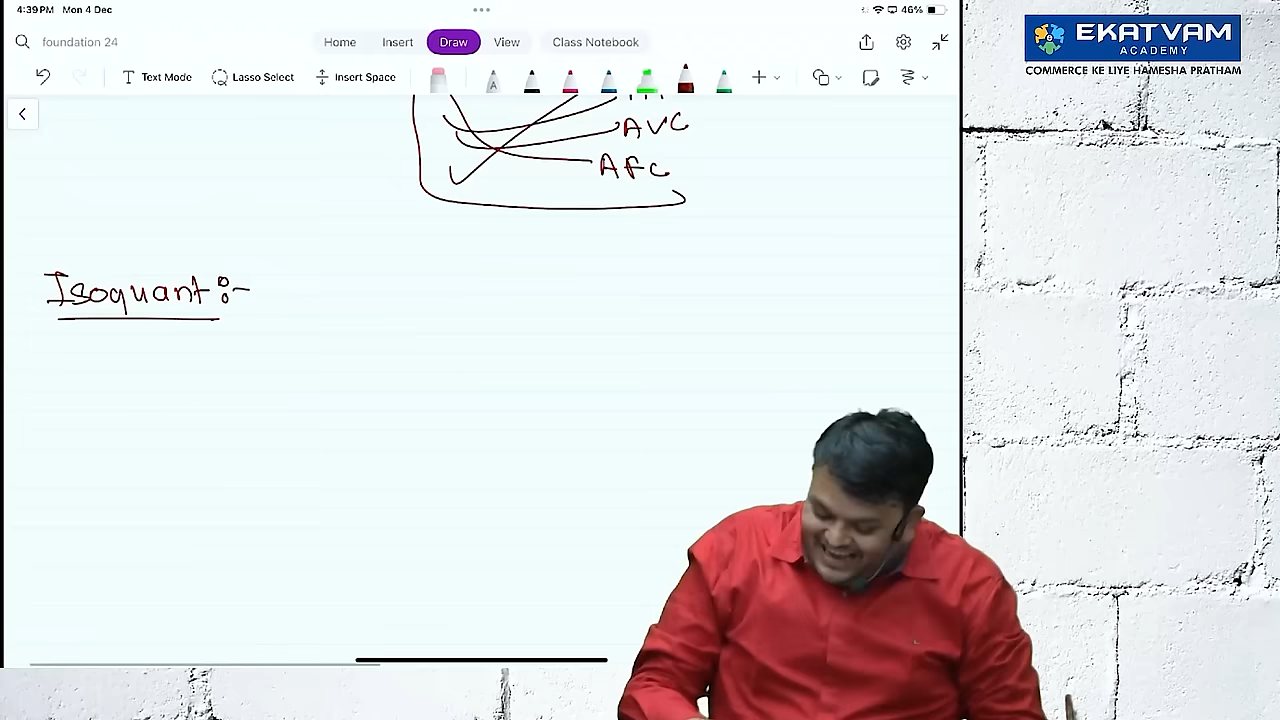 4:39 PM Mon 4 Dec
46%
foundation 24
Home Insert Draw View Class Notebook
Text Mode Lasso Select Insert Space
EKATVAM
ACADEMY
COMMERCE KE LIYE HAMESHA PRATHAM
AVC
AFC
Isoquant :-